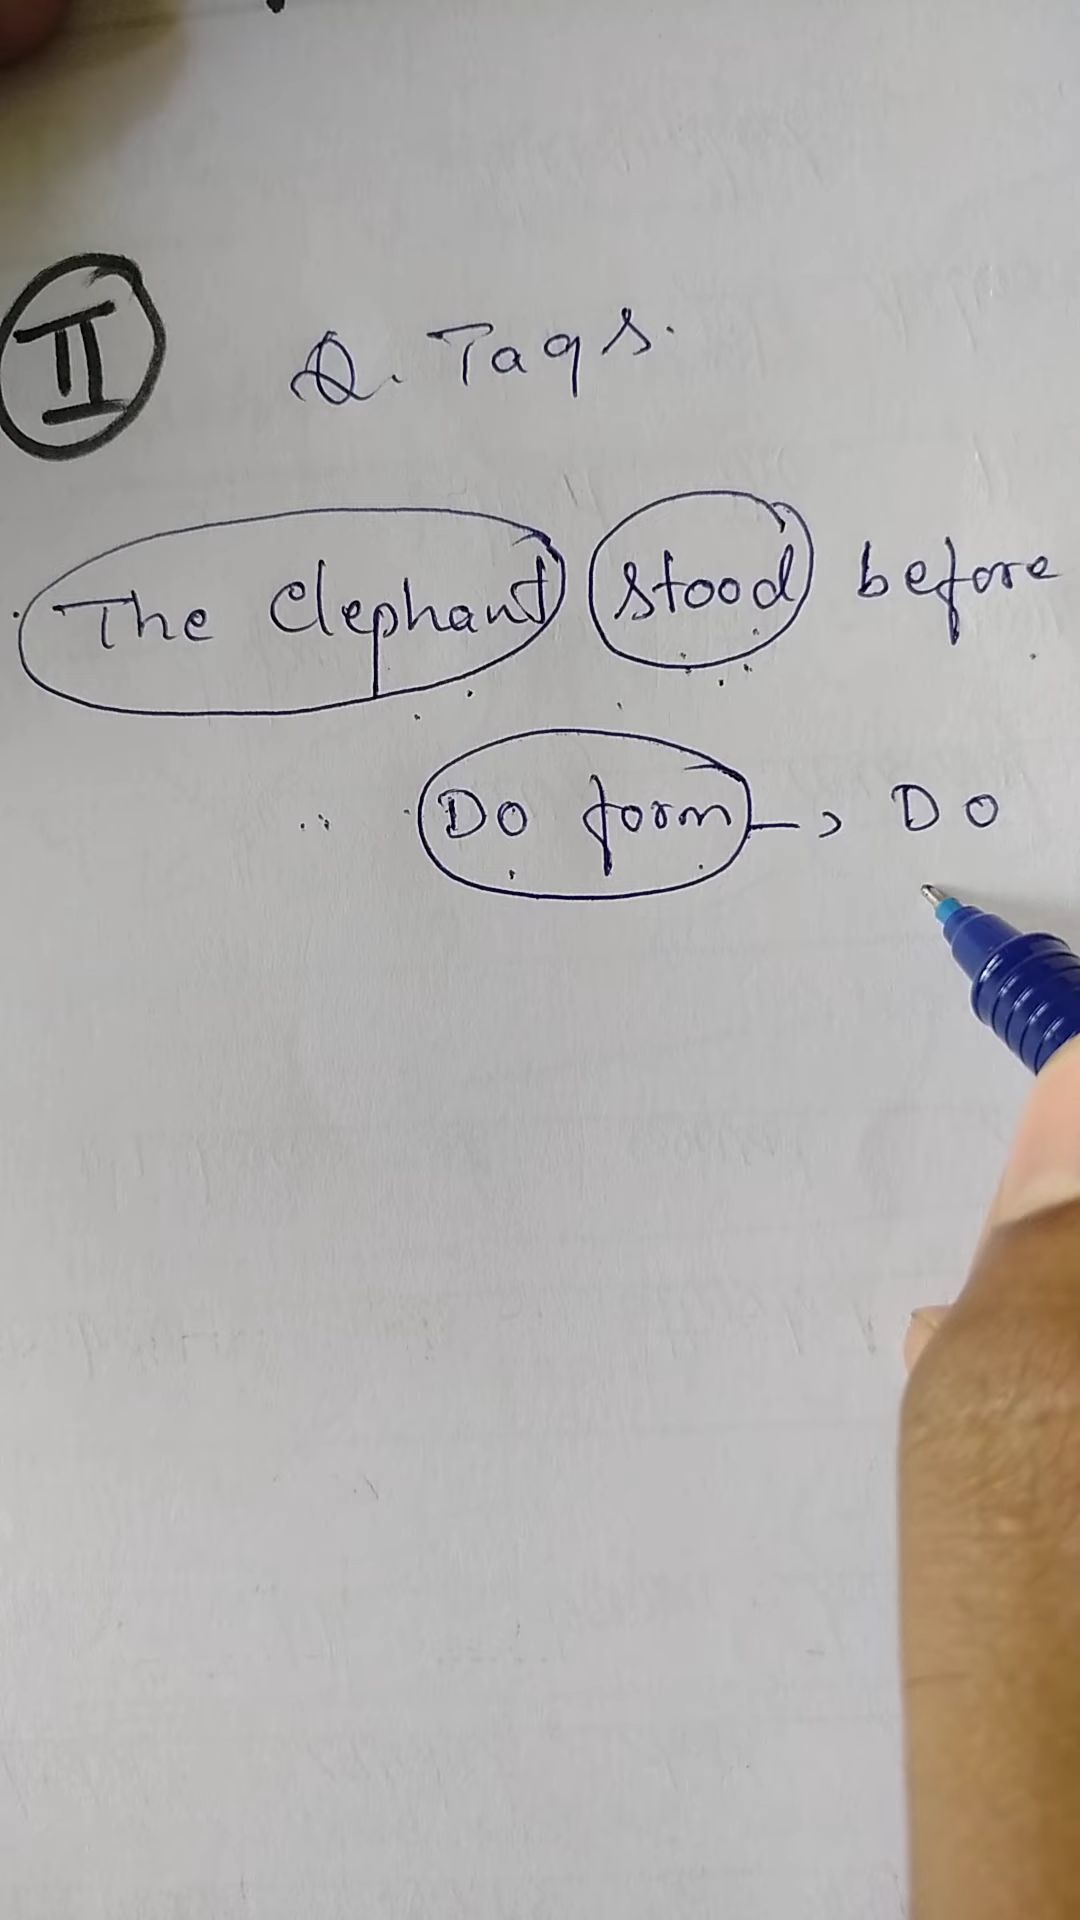 II
Q. Tags.
The Elephant stood before
Do form -> DO